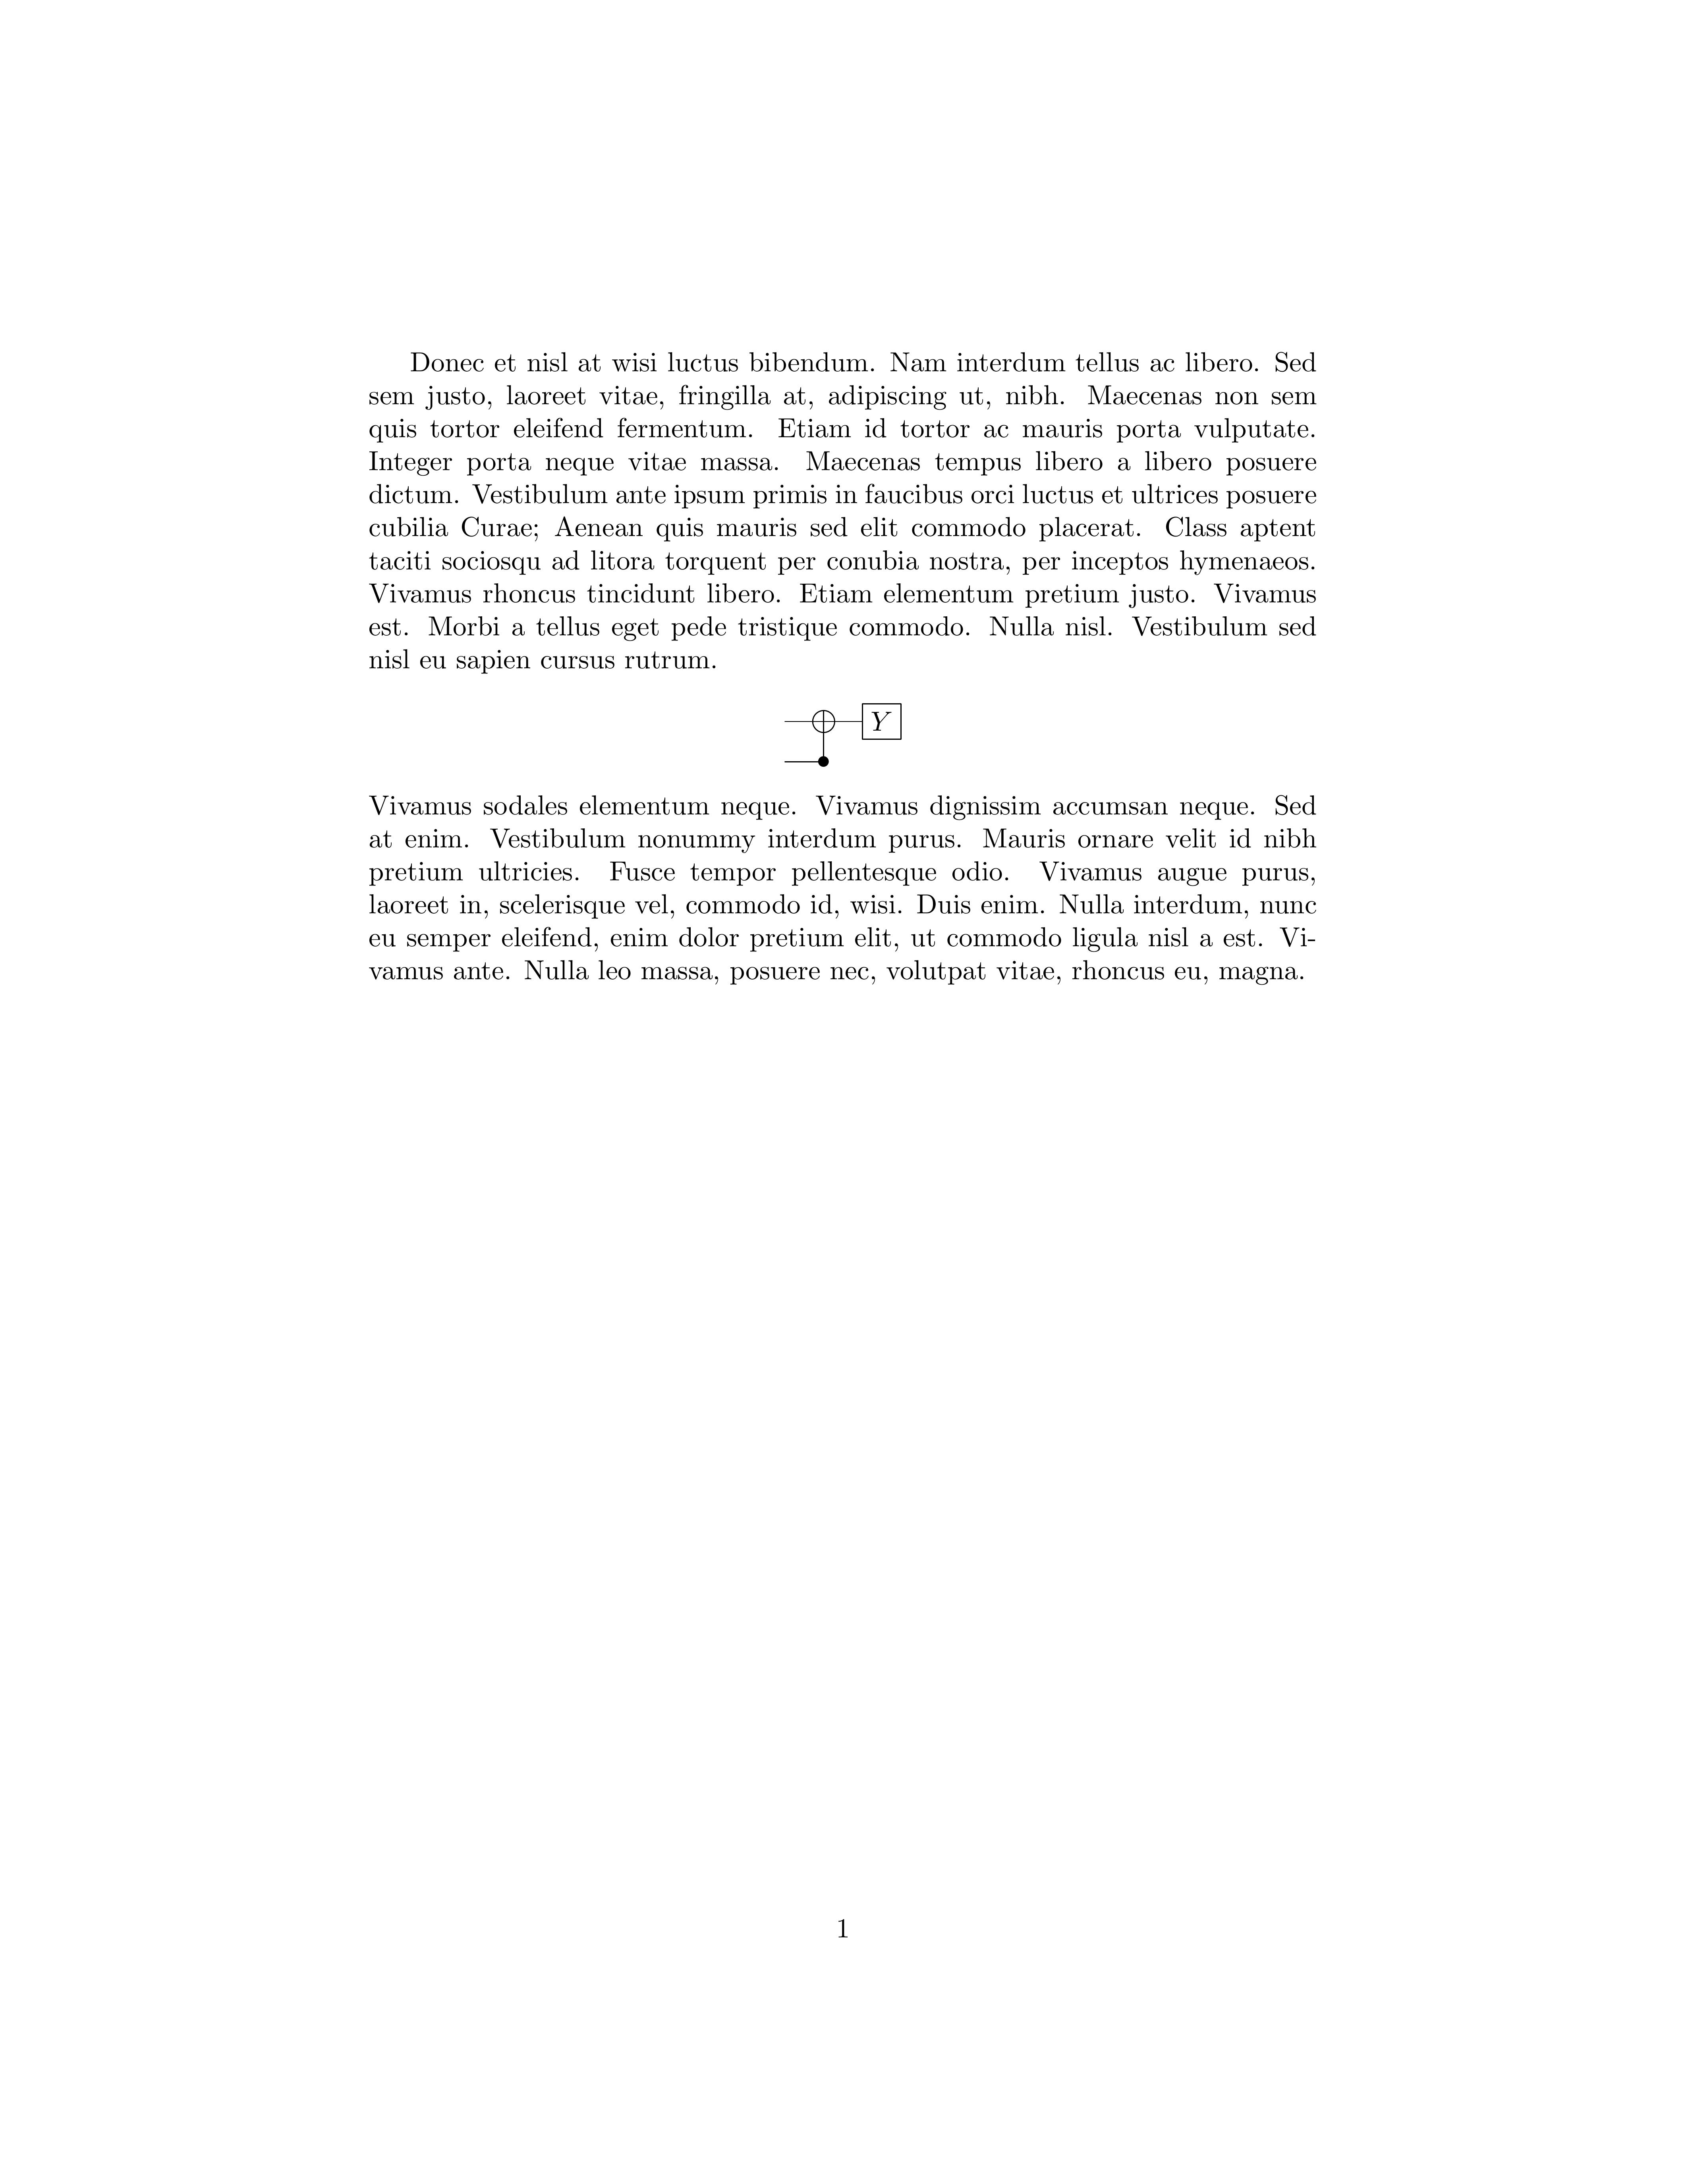 Donec et nisl at wisi luctus bibendum. Nam interdum tellus ac libero. Sed
sem justo, laoreet vitae, fringilla at, adipiscing ut, nibh. Maecenas non sem
quis tortor eleifend fermentum. Etiam id tortor ac mauris porta vulputate.
Integer porta neque vitae massa. Maecenas tempus libero a libero posuere
dictum. Vestibulum ante ipsum primis in faucibus orci luctus et ultrices posuere
cubilia Curae; Aenean quis mauris sed elit commodo placerat. Class aptent
taciti sociosqu ad litora torquent per conubia nostra, per inceptos hymenaeos.
Vivamus rhoncus tincidunt libero. Etiam elementum pretium justo. Vivamus
est. Morbi a tellus eget pede tristique commodo. Nulla nisl. Vestibulum sed
nisl eu sapien cursus rutrum.
Y
Vivamus sodales elementum neque. Vivamus dignissim accumsan neque. Sed
at enim. Vestibulum nonummy interdum purus. Mauris ornare velit id nibh
pretium ultricies. Fusce tempor pellentesque odio. Vivamus augue purus,
laoreet in, scelerisque vel, commodo id, wisi. Duis enim. Nulla interdum, nunc
eu semper eleifend, enim dolor pretium elit, ut commodo ligula nisl a est. Vi-
vamus ante. Nulla leo massa, posuere nec, volutpat vitae, rhoncus eu, magna.
1